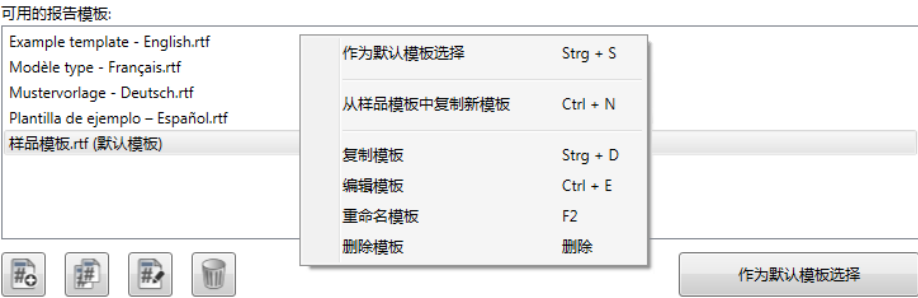 可用的报告模板:
Example template - English.rtf
Modèle type - Français.rtf
Mustervorlage - Deutsch.rtf
Plantilla de ejemplo – Español.rtf
样品模板.rtf (默认模板)
作为默认模板选择 Strg + S
从样品模板中复制新模板 Ctrl + N
复制模板 Strg + D
编辑模板 Ctrl + E
重命名模板 F2
删除模板 删除
作为默认模板选择